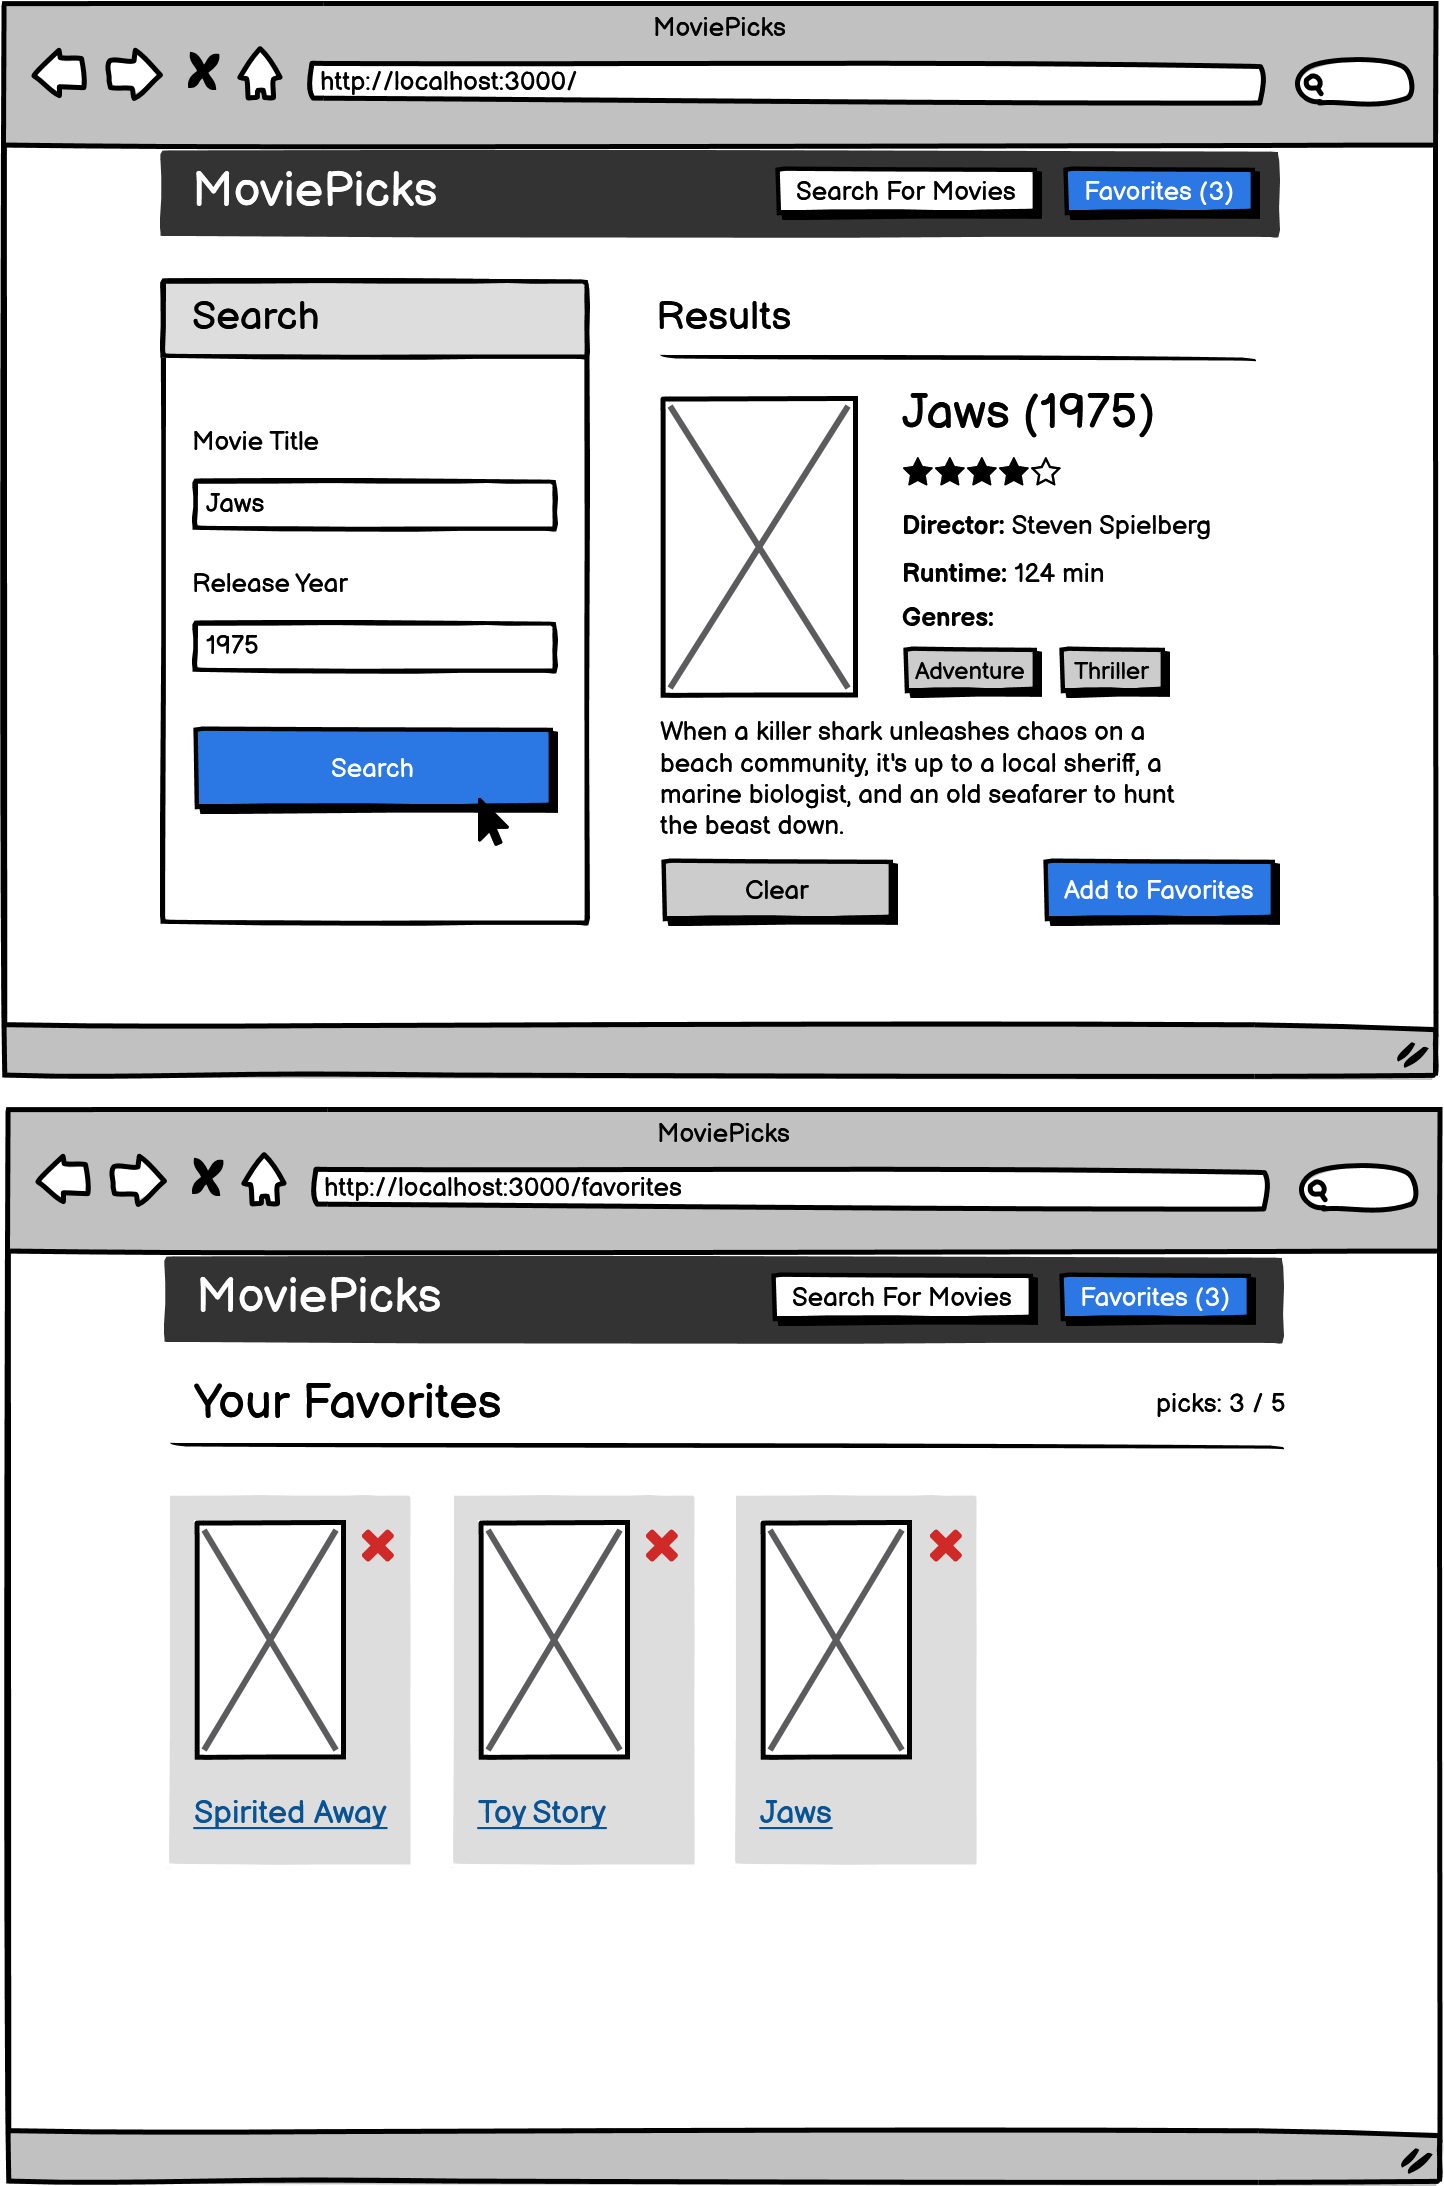 MoviePicks
http://localhost:3000/
MoviePicks
Search For Movies
Favorites (3)
Search
Movie Title
Jaws
Release Year
1975
Search
Results
Jaws (1975)
Director: Steven Spielberg
Runtime: 124 min
Genres:
Adventure
Thriller
When a killer shark unleashes chaos on a
beach community, it's up to a local sheriff, a
marine biologist, and an old seafarer to hunt
the beast down.
Clear
Add to Favorites
MoviePicks
http://localhost:3000/favorites
MoviePicks
Search For Movies
Favorites (3)
Your Favorites
picks: 3 / 5
Spirited Away
Toy Story
Jaws